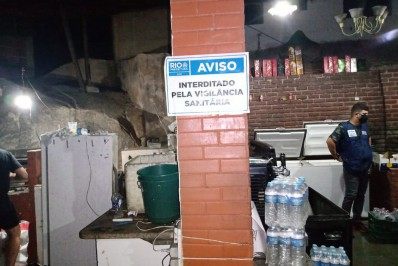 RIO
AVISO
INTERDITADO
PELA VIGILÂNCIA
SANITÁRIA